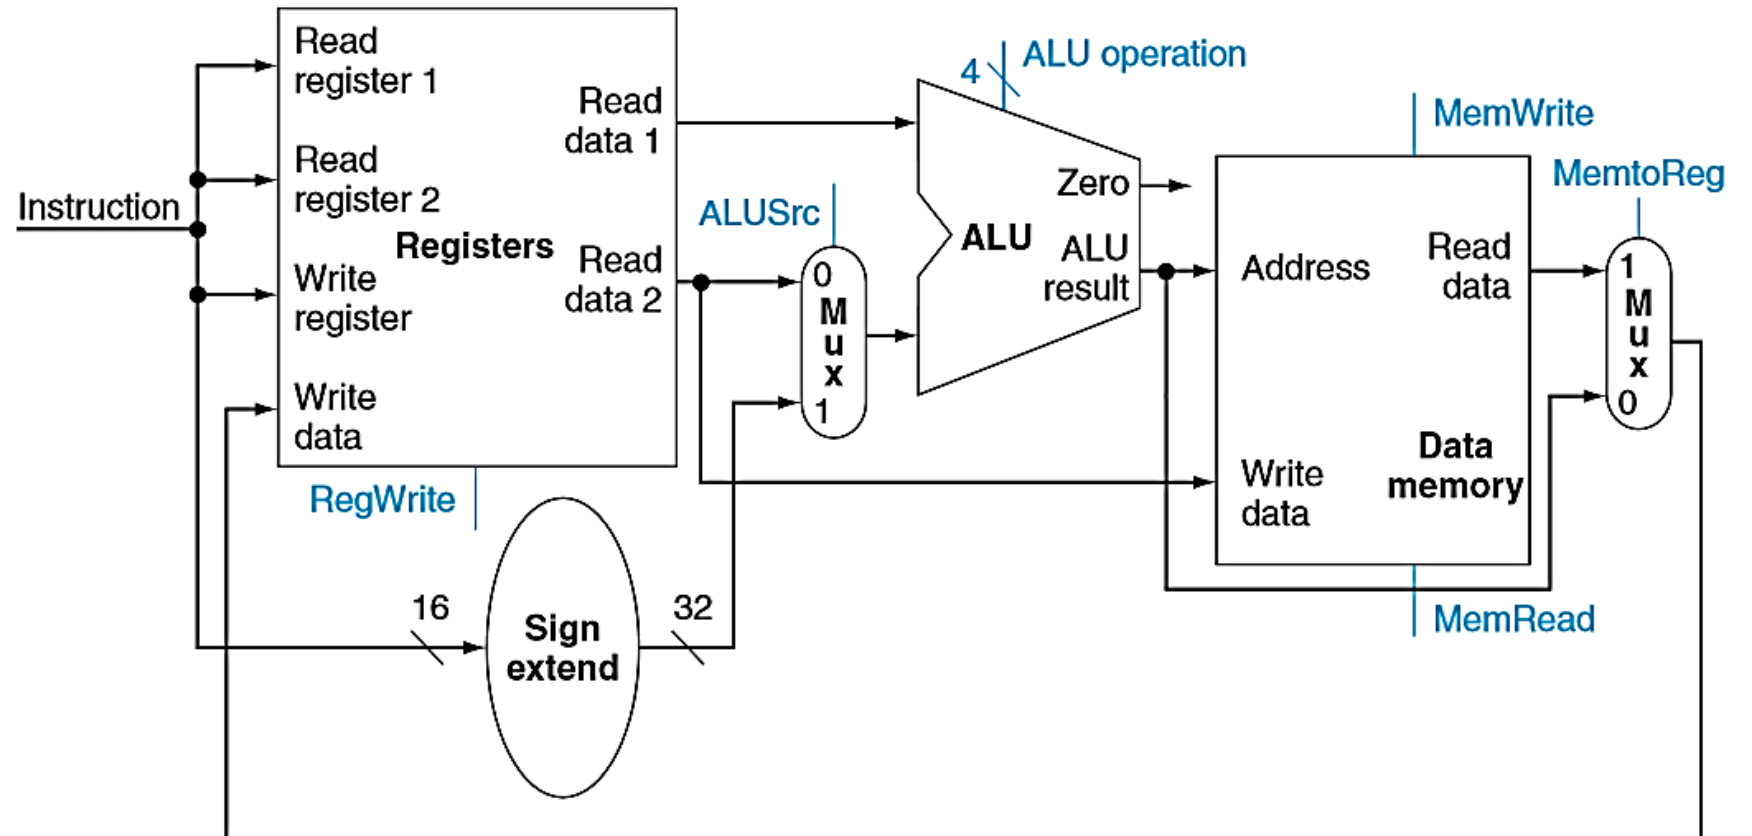 Instruction
Read
register 1
Read
register 2
Registers
Write
register
Write
data
Read
data 1
Read
data 2
RegWrite
16
Sign
extend
32
ALUSrc
0
M
u
x
1
4
ALU operation
Zero
ALU
ALU
result
MemWrite
Address
Read
data
Write
data
Data
memory
MemRead
MemtoReg
1
M
u
x
0